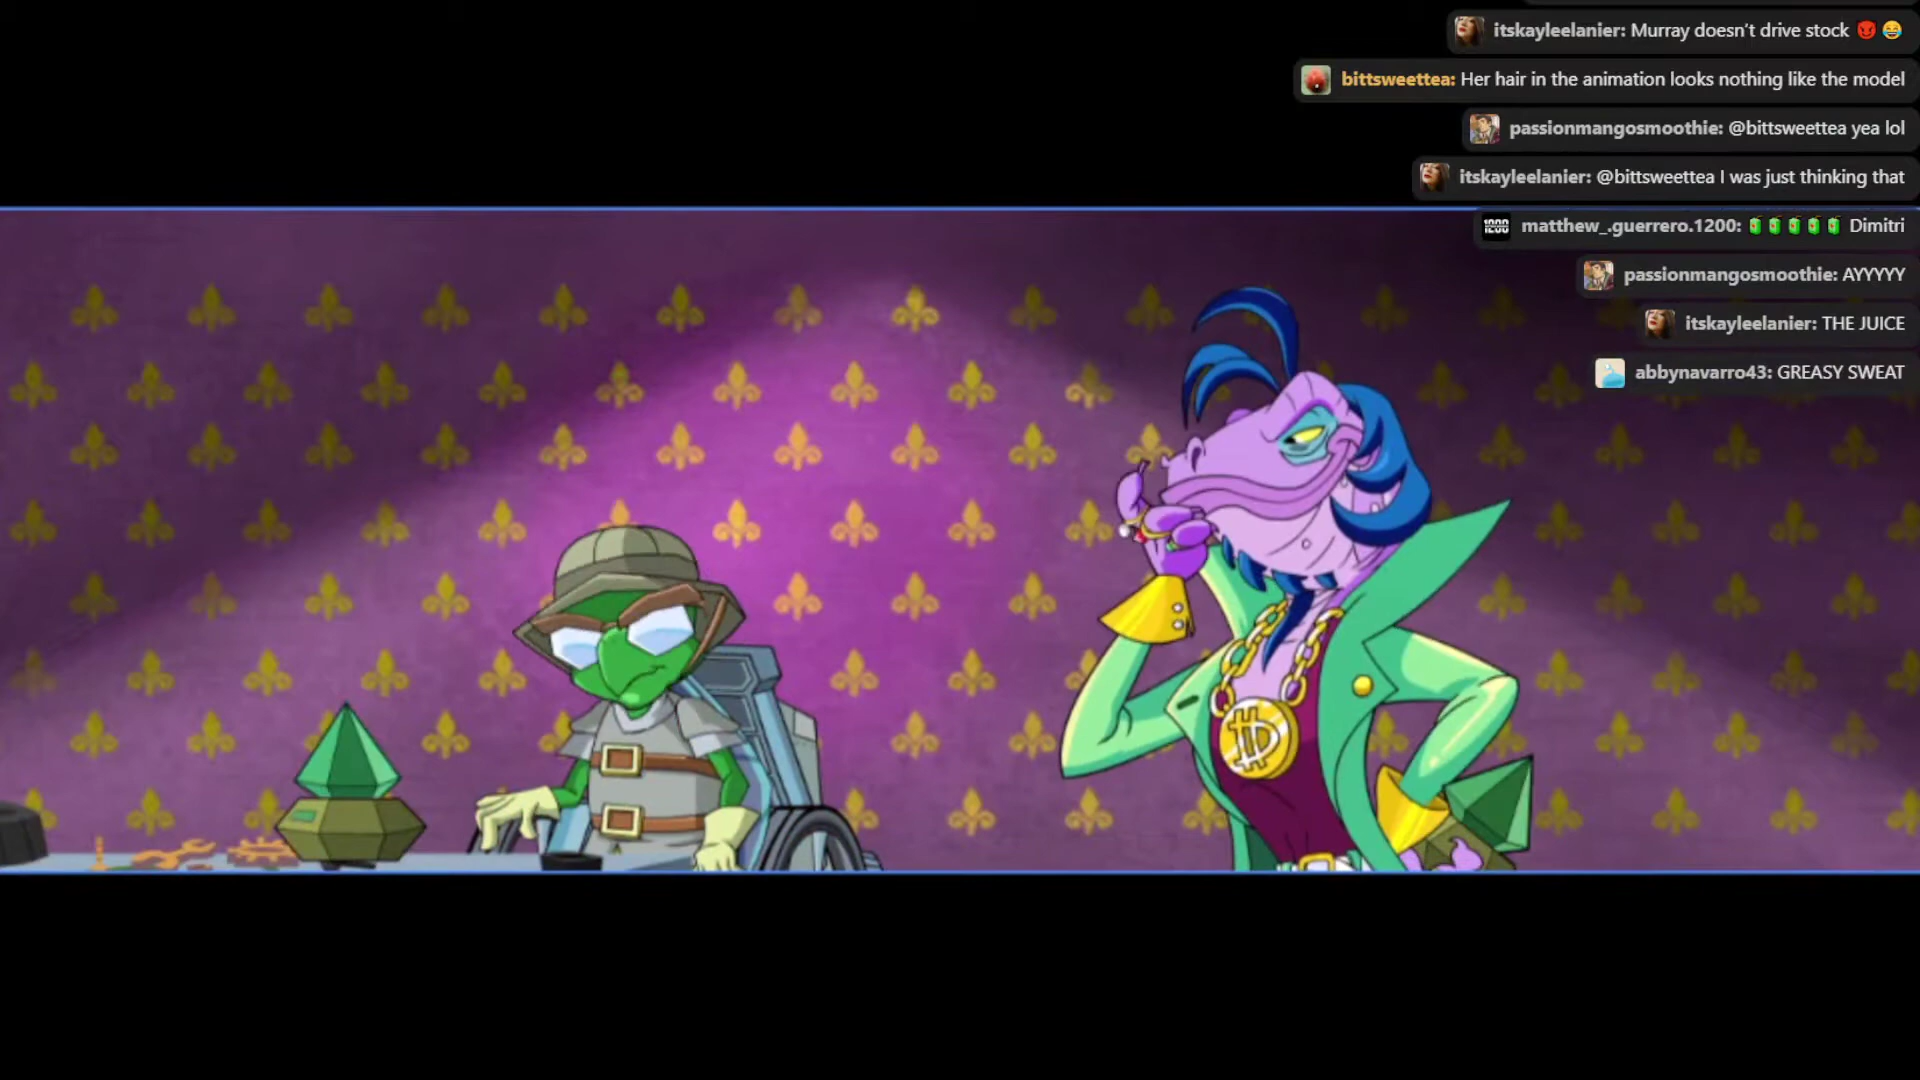 itskayleelanier: Murray doesn't drive stock 😈 😂
bittsweettea: Her hair in the animation looks nothing like the model
passionmangosmoothie: @bittsweettea yea lol
itskayleelanier: @bittsweettea I was just thinking that
1200 matthew_.guerrero.1200: 🧃🧃🧃🧃🧃 Dimitri
passionmangosmoothie: AYYYYY
itskayleelanier: THE JUICE
abbynavarro43: GREASY SWEAT
D